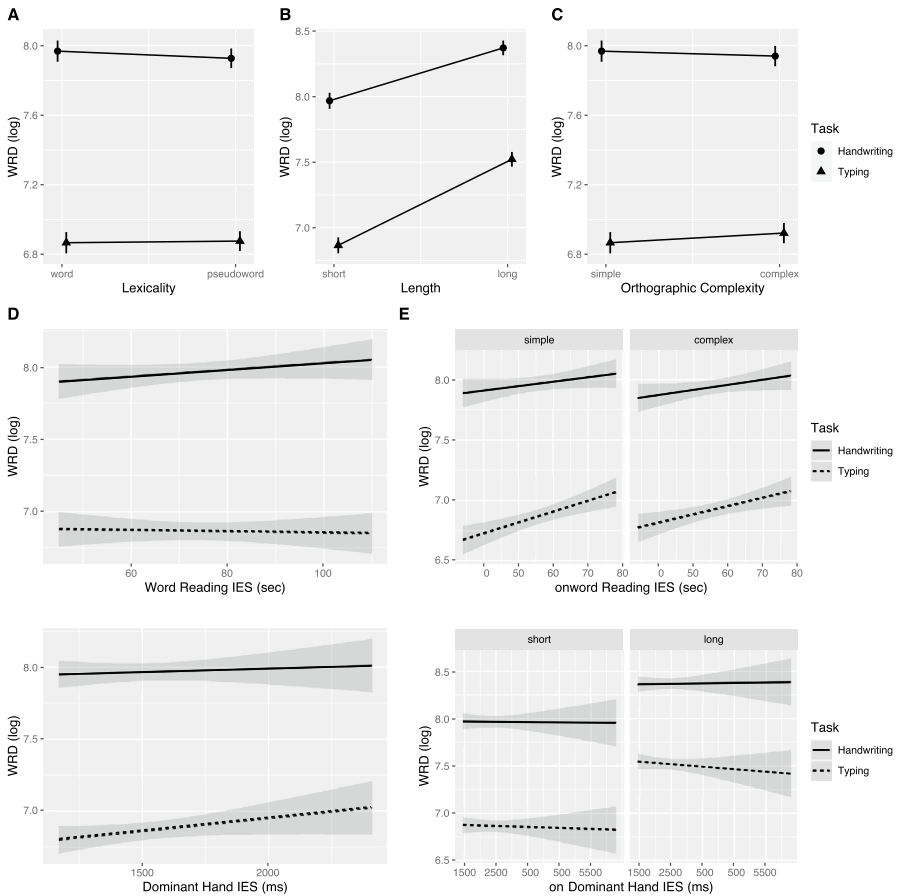 A
B
C
8.0
7.6
7.2
6.8
WRD (log)
word
pseudoword
Lexicality
8.5
8.0
7.5
7.0
WRD (log)
short
long
Length
8.0
7.6
7.2
6.8
WRD (log)
simple
complex
Orthographic Complexity
Task
Handwriting
Typing
D
E
8.0
7.5
7.0
WRD (log)
60
80
100
Word Reading IES (sec)
simple
complex
8.0
7.5
7.0
6.5
WRD (log)
0
50
60
70
80
0
50
60
70
80
onword Reading IES (sec)
Task
Handwriting
Typing
8.0
7.5
7.0
WRD (log)
1500
2000
Dominant Hand IES (ms)
short
long
8.5
8.0
7.5
7.0
6.5
WRD (log)
1500
2500
500
500
5500
1500
2500
500
500
5500
on Dominant Hand IES (ms)
Task
Handwriting
Typing